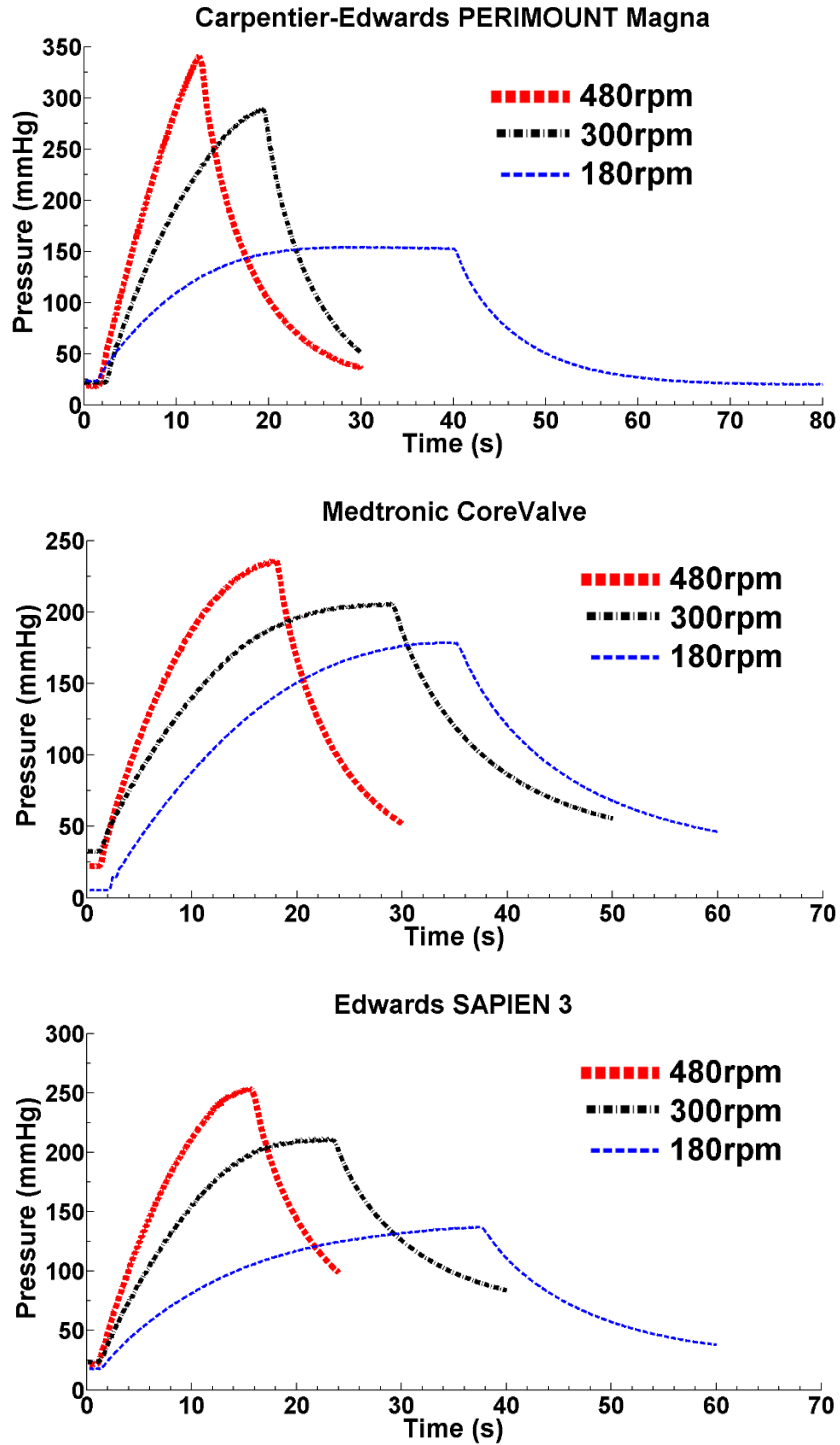 Carpentier-Edwards PERIMOUNT Magna
350
300
250
200
150
100
50
0
Pressure (mmHg)
480rpm
300rpm
180rpm
0 10 20 30 40 50 60 70 80
Time (s)
Medtronic CoreValve
250
200
150
100
50
0
Pressure (mmHg)
480rpm
300rpm
180rpm
0 10 20 30 40 50 60 70
Time (s)
Edwards SAPIEN 3
300
250
200
150
100
50
0
Pressure (mmHg)
480rpm
300rpm
180rpm
0 10 20 30 40 50 60 70
Time (s)